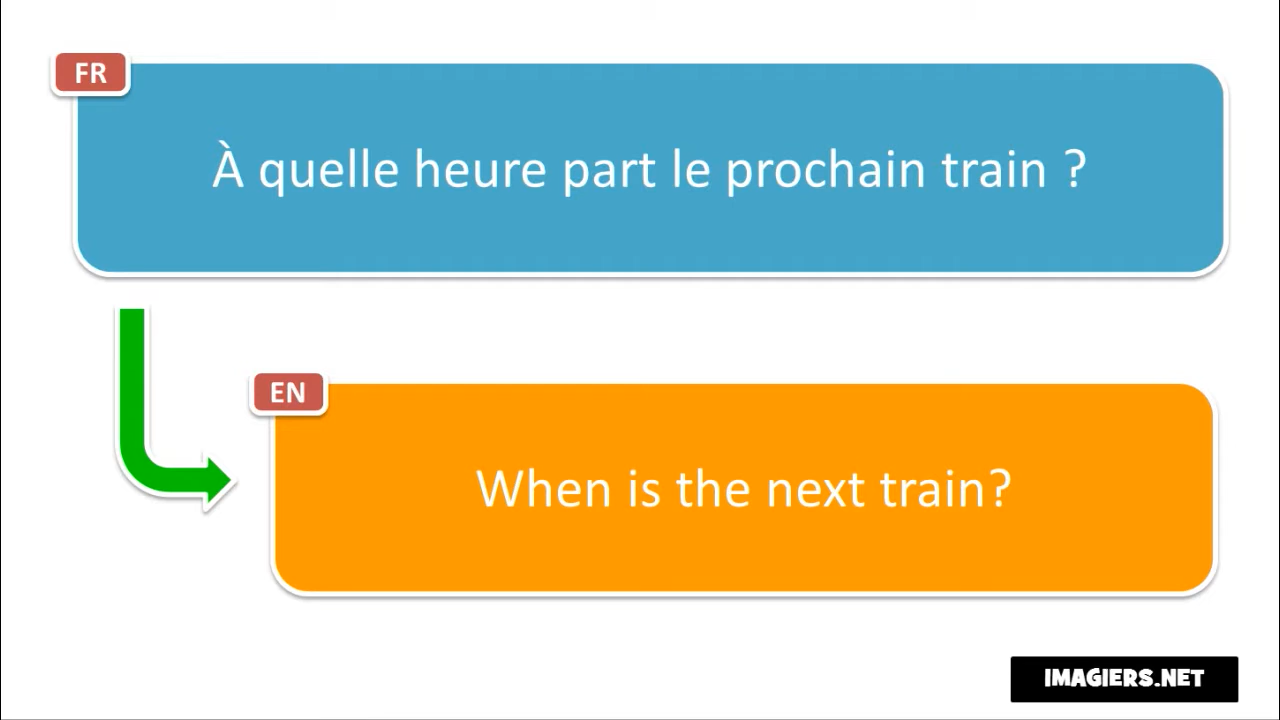 FR
À quelle heure part le prochain train ?
EN
When is the next train?
IMAGIERS.NET